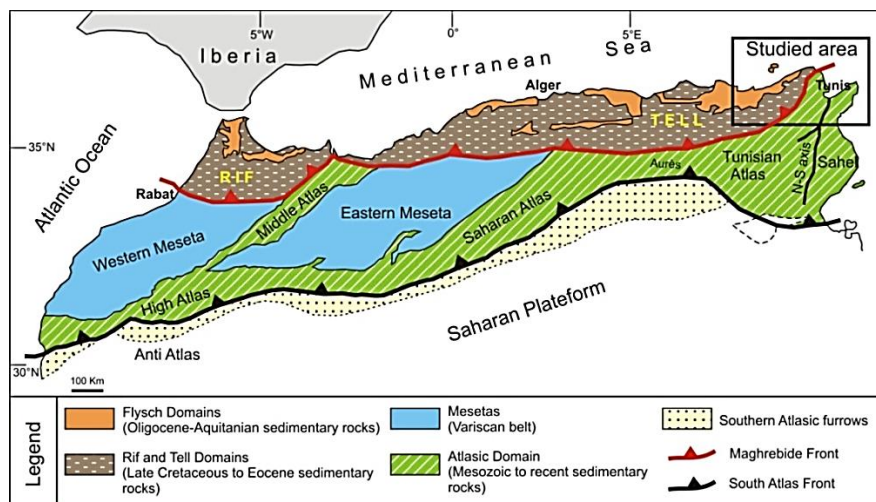 5°W
0°
5°E
Iberia
Mediterranean Sea
Studied area
Alger
Tunis
TELL
35°N
Atlantic Ocean
RIF
Rabat
Middle Atlas
Eastern Meseta
Western Meseta
Saharan Atlas
Aurès
Tunisian
Atlas
N-S axis
Sahel
High Atlas
Saharan Plateform
Anti Atlas
30°N
100 Km
Legend
Flysch Domains
(Oligocene-Aquitanian sedimentary
rocks)
Rif and Tell Domains
(Late Cretaceous to Eocene sedimentary
rocks)
Mesetas
(Variscan belt)
Atlasic Domain
(Mesozoic to recent sedimentary
rocks)
Southern Atlasic furrows
Maghrebide Front
South Atlas Front